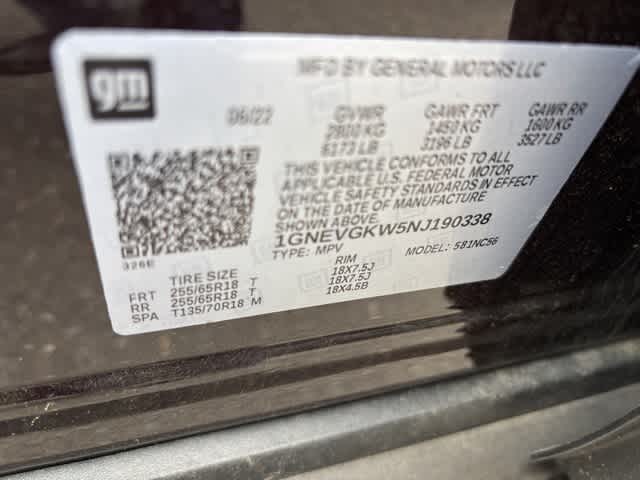 gm
MFD BY GENERAL MOTORS LLC
06/22
GVWR GAWR FRT GAWR RR
2800 KG 1450 KG 1600 KG
6173 LB 3196 LB 3527 LB
THIS VEHICLE CONFORMS TO ALL
APPLICABLE U.S. FEDERAL MOTOR
VEHICLE SAFETY STANDARDS IN EFFECT
ON THE DATE OF MANUFACTURE
SHOWN ABOVE.
1GNEVGKW5NJ190338
TYPE: MPV MODEL: 5B1NC56
326E
TIRE SIZE RIM
FRT 255/65R18 T 18X7.5J
RR 255/65R18 T 18X7.5J
SPA T135/70R18 M 18X4.5B